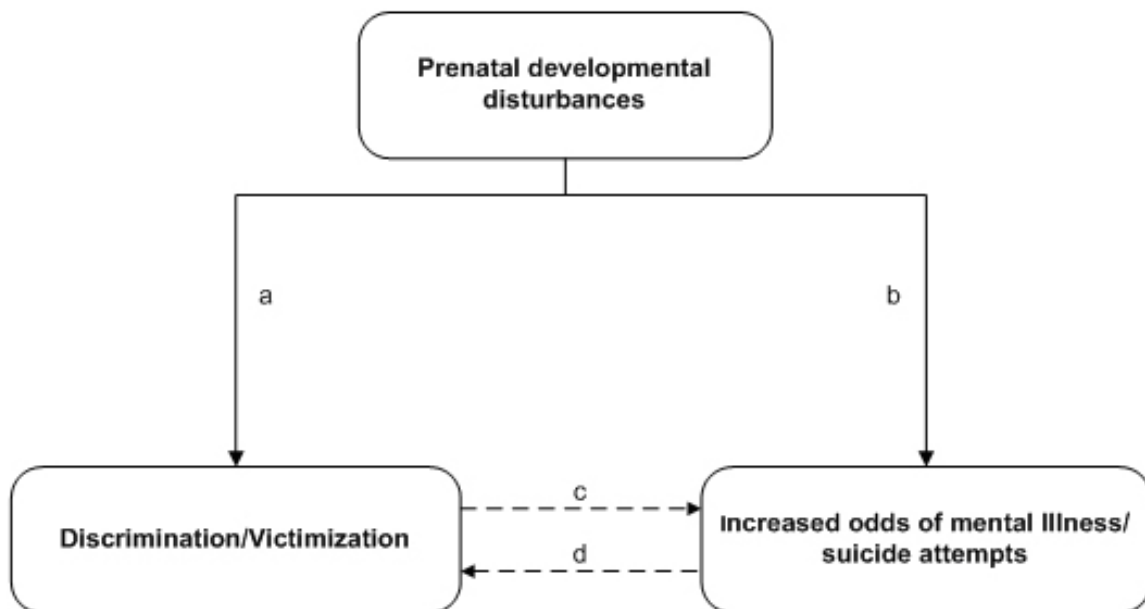 Prenatal developmental
disturbances
a
b
c
Discrimination/Victimization
Increased odds of mental Illness/
suicide attempts
d